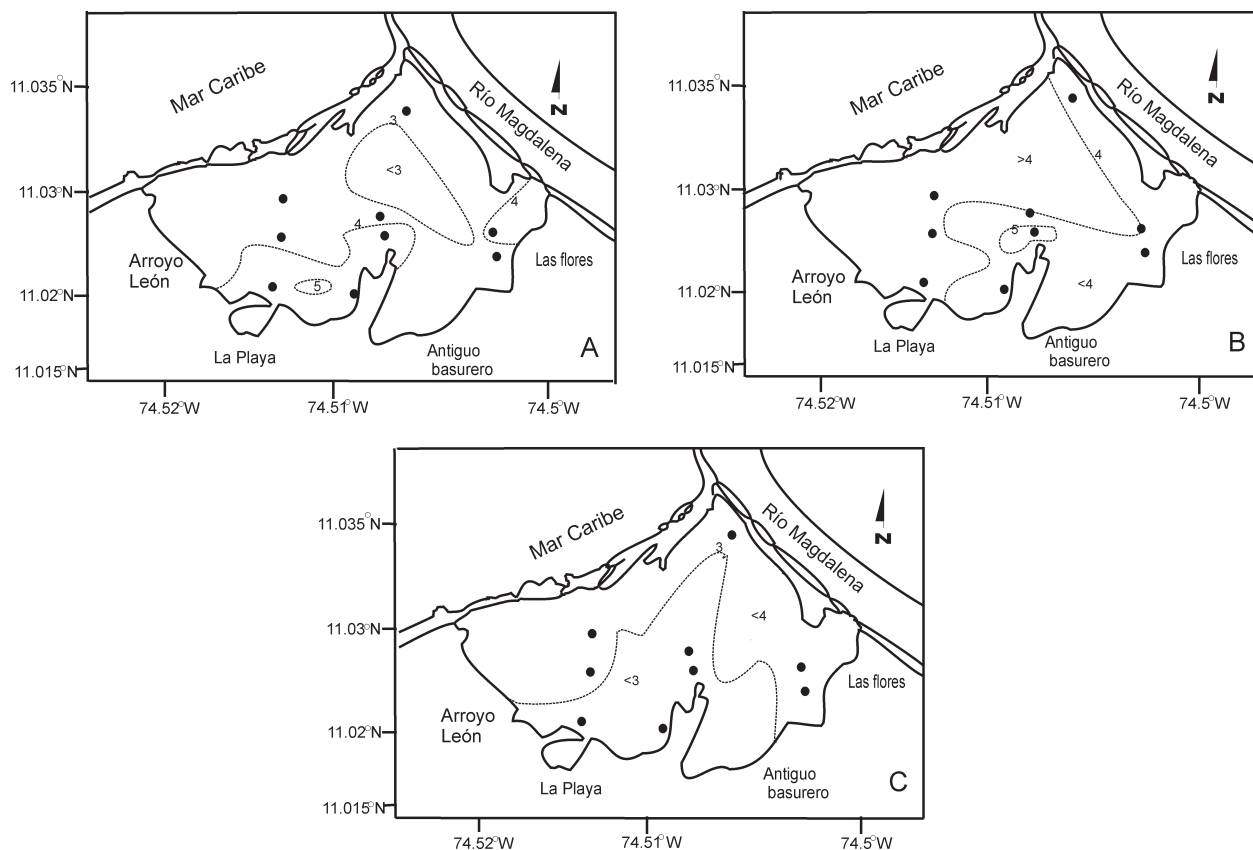 11.035°N
11.03°N
11.02°N
11.015°N
Mar Caribe
Río Magdalena
N
3
<3
4
4
5
Arroyo
León
Las flores
La Playa
Antiguo
basurero
A
74.52°W
74.51°W
74.5°W
11.035°N
11.03°N
11.02°N
11.015°N
Mar Caribe
Río Magdalena
N
>4
4
5
<4
Arroyo
León
Las flores
La Playa
Antiguo
basurero
B
74.52°W
74.51°W
74.5°W
11.035°N
11.03°N
11.02°N
11.015°N
Mar Caribe
Río Magdalena
N
3
<4
<3
Arroyo
León
Las flores
La Playa
Antiguo
basurero
C
74.52°W
74.51°W
74.5°W